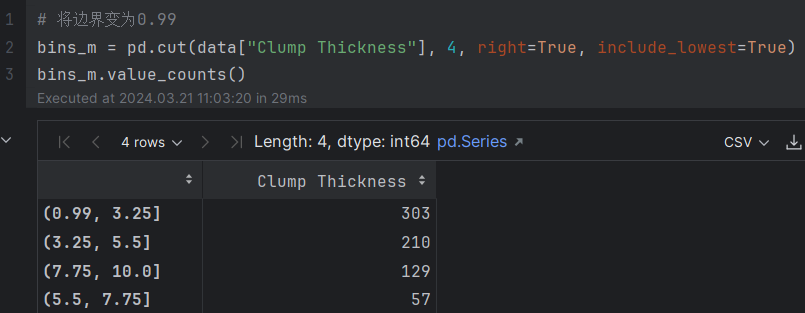 1 # 将边界变为0.99
2 bins_m = pd.cut(data["Clump Thickness"], 4, right=True, include_lowest=True)
3 bins_m.value_counts()
Executed at 2024.03.21 11:03:20 in 29ms
4 rows Length: 4, dtype: int64 pd.Series CSV
Clump Thickness
(0.99, 3.25] 303
(3.25, 5.5] 210
(7.75, 10.0] 129
(5.5, 7.75] 57